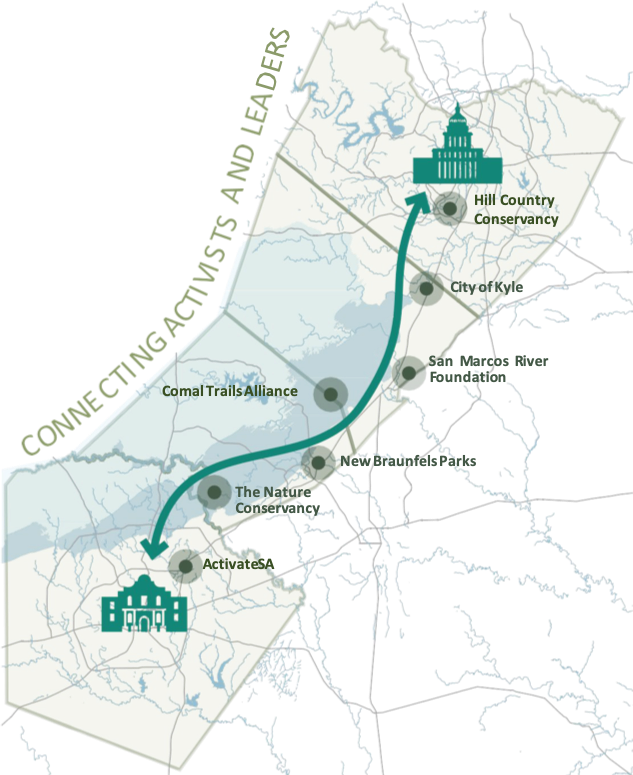 CONNECTING ACTIVISTS AND LEADERS
Hill Country
Conservancy
City of Kyle
San Marcos River
Foundation
Comal Trails Alliance
New Braunfels Parks
The Nature
Conservancy
ActivateSA